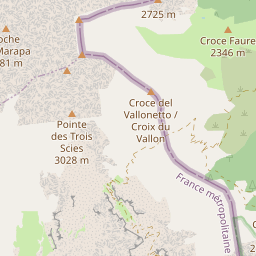 2725 m
oche
Marapa
81 m
Croce Faure
2346 m
Croce del
Vallonetto /
Croix du
Vallon
Pointe
des Trois
Scies
3028 m
France métropolitaine
C
2